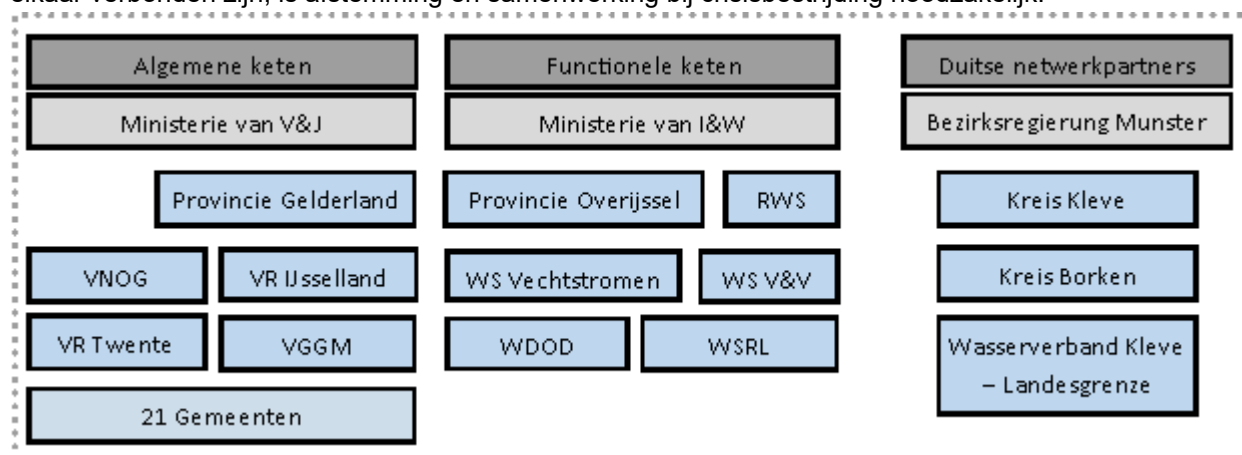 elkaar verbonden zijn, is afstemming en samenwerking bij crisisbestrijding noodzakelijk.
Algemene keten
Ministerie van V&J
Provincie Gelderland
VNOG
VR IJsselland
VR Twente
VGGM
21 Gemeenten
Functionele keten
Ministerie van I&W
Provincie Overijssel
RWS
WS Vechtstromen
WS V&V
WDOD
WSRL
Duitse netwerkpartners
Bezirksregierung Munster
Kreis Kleve
Kreis Borken
Wasserverband Kleve
– Landesgrenze